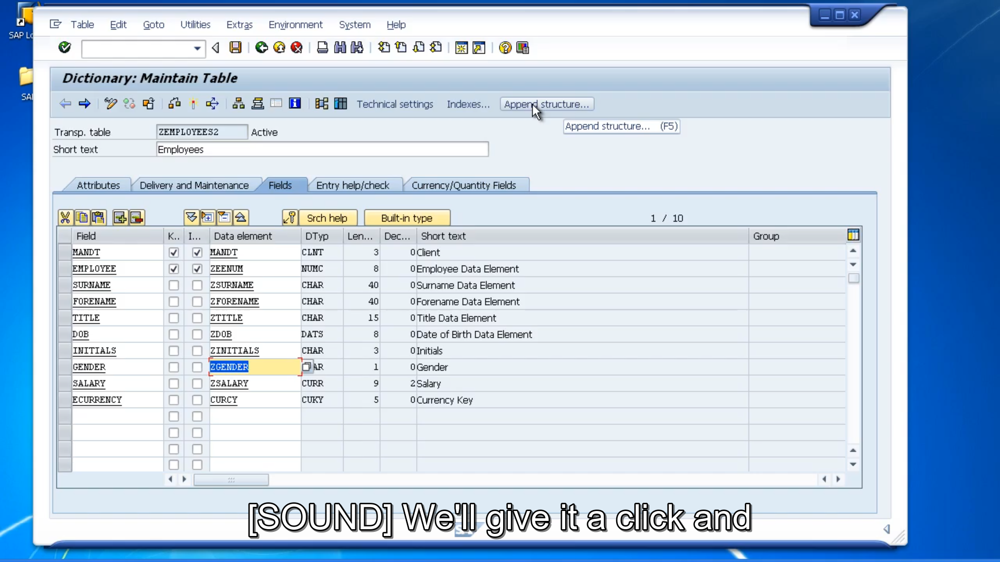 SAP Lo
SAP
Table Edit Goto Utilities Extras Environment System Help
Dictionary: Maintain Table
Technical settings Indexes... Append structure...
Append structure... (F5)
Transp. table ZEMPLOYEES2 Active
Short text Employees
Attributes Delivery and Maintenance Fields Entry help/check Currency/Quantity Fields
Srch help Built-in type 1 / 10
Field K.. I... Data element DTyp Len... Dec... Short text Group
MANDT MANDT CLNT 3 0 Client
EMPLOYEE ZEENUM NUMC 8 0 Employee Data Element
SURNAME ZSURNAME CHAR 40 0 Surname Data Element
FORENAME ZFORENAME CHAR 40 0 Forename Data Element
TITLE ZTITLE CHAR 15 0 Title Data Element
DOB ZDOB DATS 8 0 Date of Birth Data Element
INITIALS ZINITIALS CHAR 3 0 Initials
GENDER ZGENDER AR 1 0 Gender
SALARY ZSALARY CURR 9 2 Salary
ECURRENCY CURCY CUKY 5 0 Currency Key
[SOUND] We'll give it a click and